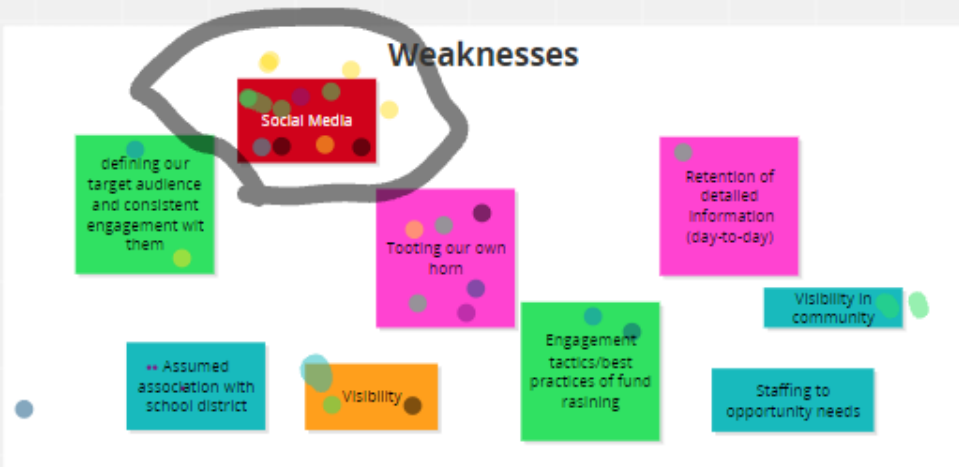 Weaknesses
Social Media
defining our
target audience
and consistent
engagement wit
them
Tooting our own
horn
Retention of
detailed
information
(day-to-day)
Visibility in
community
Engagement
tactics/best
practices of fund
rasining
Assumed
association with
school district
Visibility
Staffing to
opportunity needs